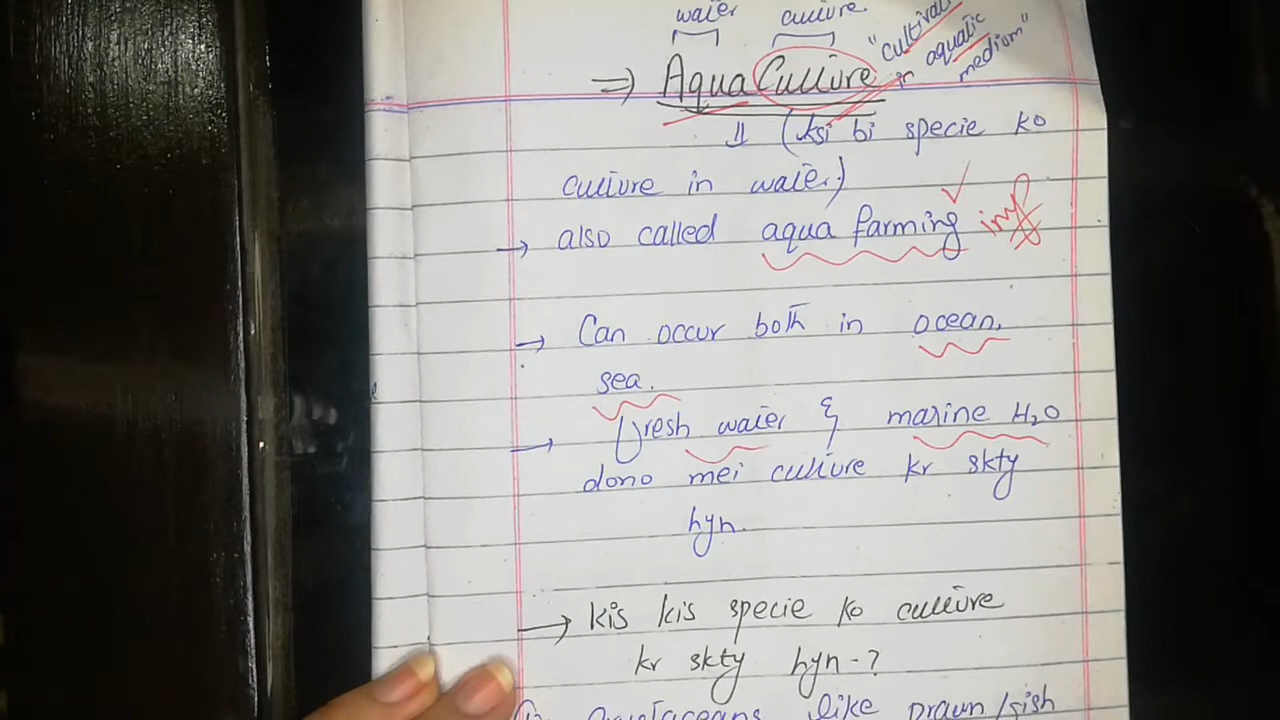 water culture
"cultivat
in aquatic
medium"
⇒ AquaCulture
⇓ (ksi bi specie ko
culture in water)
→ also called aqua farming imp
→ Can occur both in ocean,
sea.
→ fresh water & marine H₂O
dono mei culture kr skty
hyn.
→ kis kis specie ko culture
kr skty hyn-?
like prawn/fish